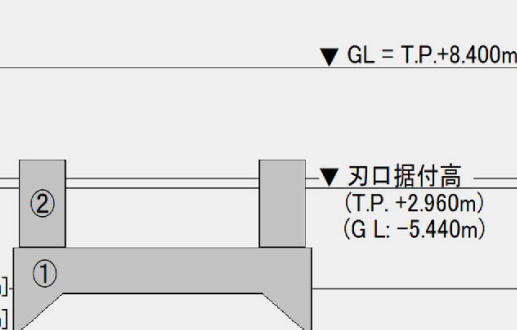 ▼ GL = T.P.+8.400m
▼ 刃口据付高
(T.P. +2.960m)
(G L: -5.440m)
②
①
]
]